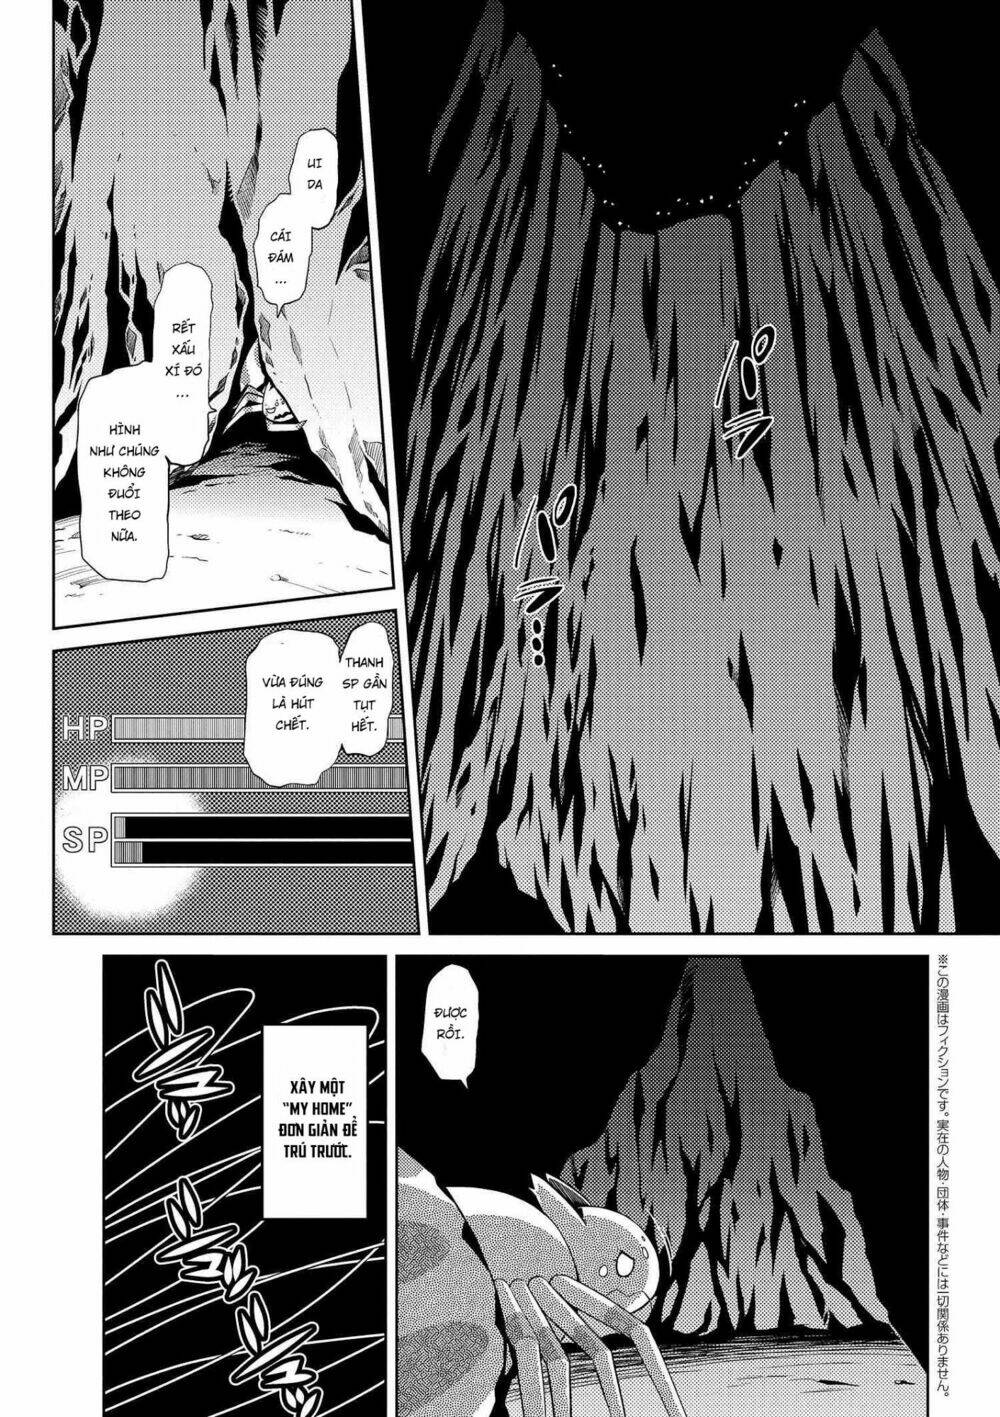 パラ
パラ
…
UI
DA
CÁI
ĐÁM
...
RẾT
XẤU
XÍ ĐÓ
...
HÌNH
NHƯ CHÚNG
KHÔNG
ĐUỔI
THEO
NỮA.
THANH
SP GẦN
TỤT
HẾT.
VỪA ĐÚNG
LÀ HÚT
CHẾT.
HP
MP
SP
ĐƯỢC
RỒI.
XÂY MỘT
“MY HOME”
ĐƠN GIẢN ĐỂ
TRÚ TRƯỚC.
※この漫画はフィクションです。実在の人物・団体・事件などには一切関係ありません。